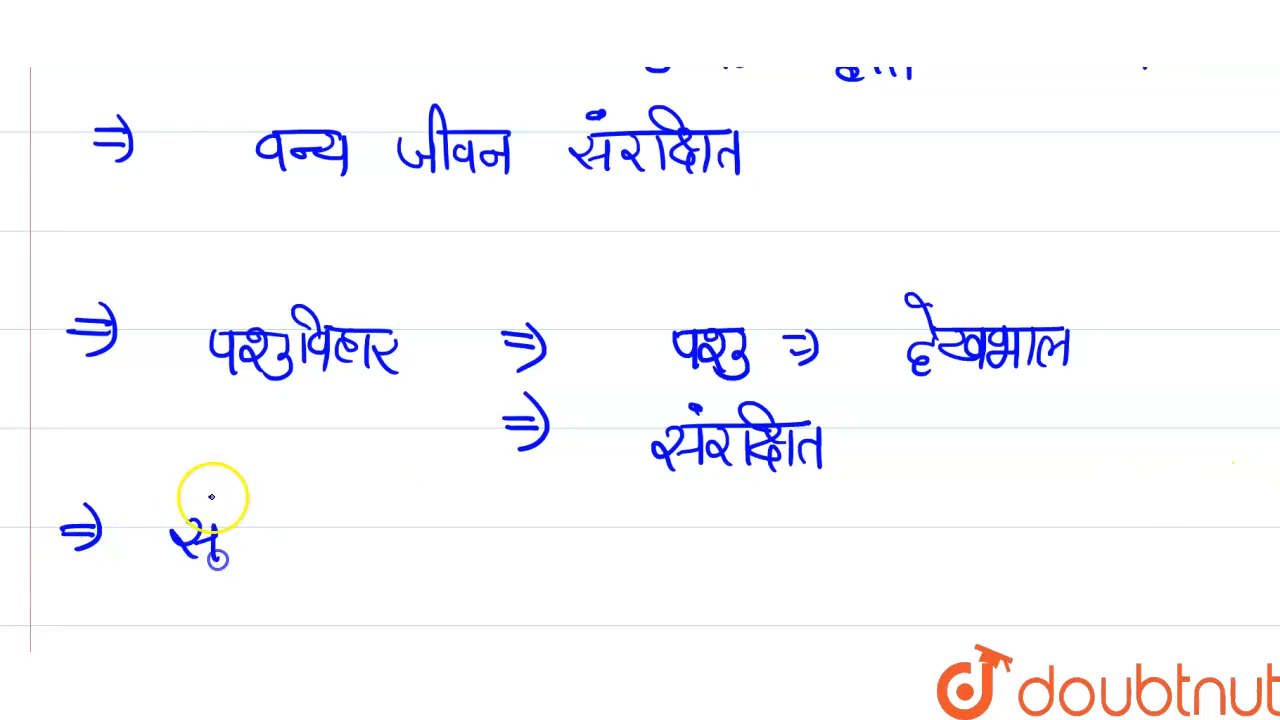 ⇒ वन्य जीवन संरक्षित
⇒ पशुविहार ⇒ पशु ⇒ देखभाल
⇒ संरक्षित
⇒ स
doubtnut